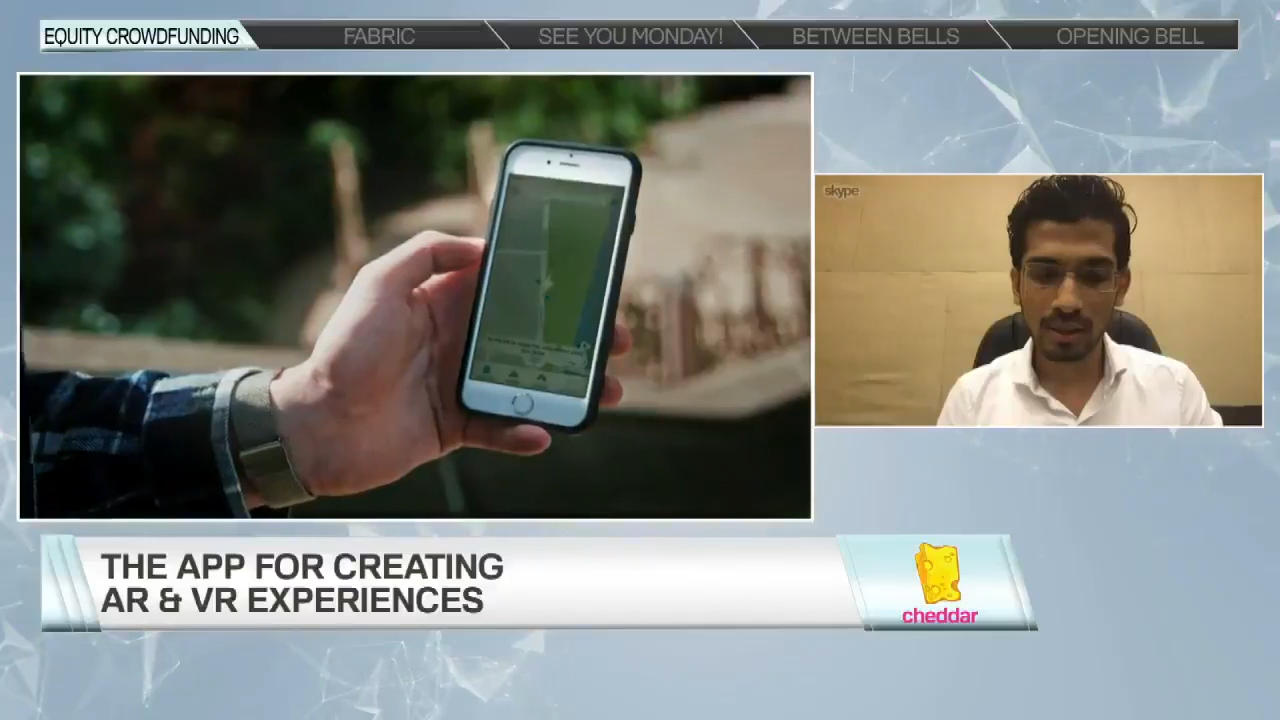 EQUITY CROWDFUNDING
FABRIC
SEE YOU MONDAY!
BETWEEN BELLS
OPENING BELL
skype
THE APP FOR CREATING
AR & VR EXPERIENCES
cheddar